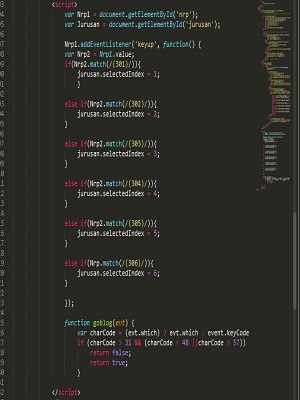 <script>
var Nrp1 = document.getElementById('nrp');
var Jurusan = document.getElementById('jurusan');
Nrp1.addEventListener('keyup', function() {
var Nrp2 = Nrp1.value;
if(Nrp2.match(/(301)/)){
jurusan.selectedIndex = 1;
}
else if(Nrp2.match(/(302)/)){
jurusan.selectedIndex = 2;
}
else if(Nrp2.match(/(303)/)){
jurusan.selectedIndex = 3;
}
else if(Nrp2.match(/(304)/)){
jurusan.selectedIndex = 4;
}
else if(Nrp2.match(/(305)/)){
jurusan.selectedIndex = 5;
}
else if(Nrp.match(/(306)/)){
jurusan.selectedIndex = 6;
}
});
function goblog(evt) {
var charCode = (evt.which) ? evt.which : event.keyCode
if (charCode > 31 && (charCode < 48 ||charCode > 57))
return false;
return true;
}
</script>